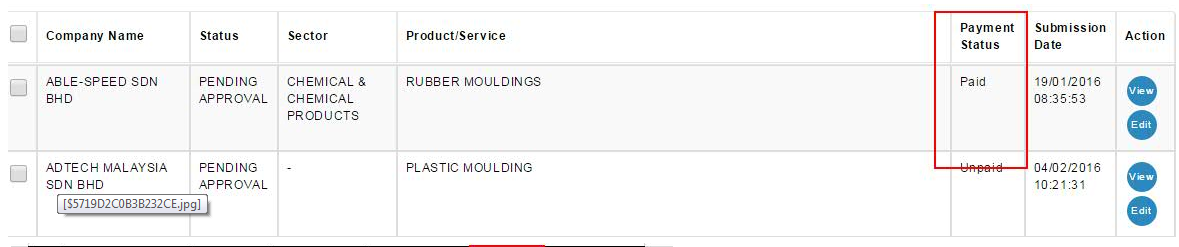 Company Name Status Sector Product/Service Payment Status Submission Date Action
ABLE-SPEED SDN BHD PENDING APPROVAL CHEMICAL & CHEMICAL PRODUCTS RUBBER MOULDINGS Paid 19/01/2016 08:35:53 View Edit
ADTECH MALAYSIA SDN BHD PENDING APPROVAL - PLASTIC MOULDING Unpaid 04/02/2016 10:21:31 View Edit
[$5719D2C0B3B232CE.jpg]